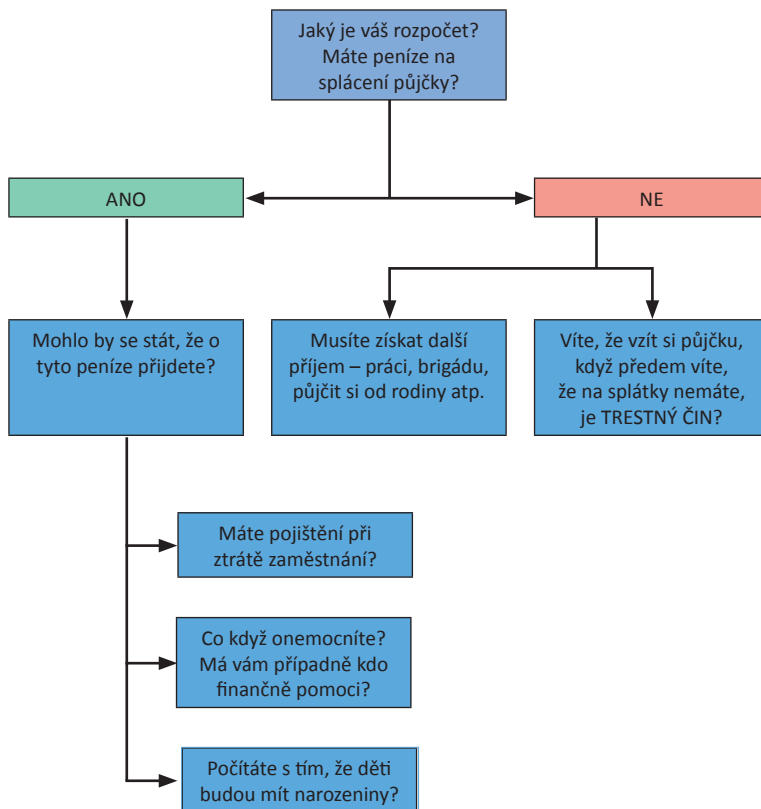 Jaký je váš rozpočet?
Máte peníze na
splácení půjčky?
ANO
NE
Mohlo by se stát, že o
tyto peníze přijdete?
Musíte získat další
příjem – práci, brigádu,
půjčit si od rodiny atp.
Víte, že vzít si půjčku,
když předem víte,
že na splátky nemáte,
je TRESTNÝ ČIN?
Máte pojištění při
ztrátě zaměstnání?
Co když onemocníte?
Má vám případně kdo
finančně pomoci?
Počítáte s tím, že děti
budou mít narozeniny?